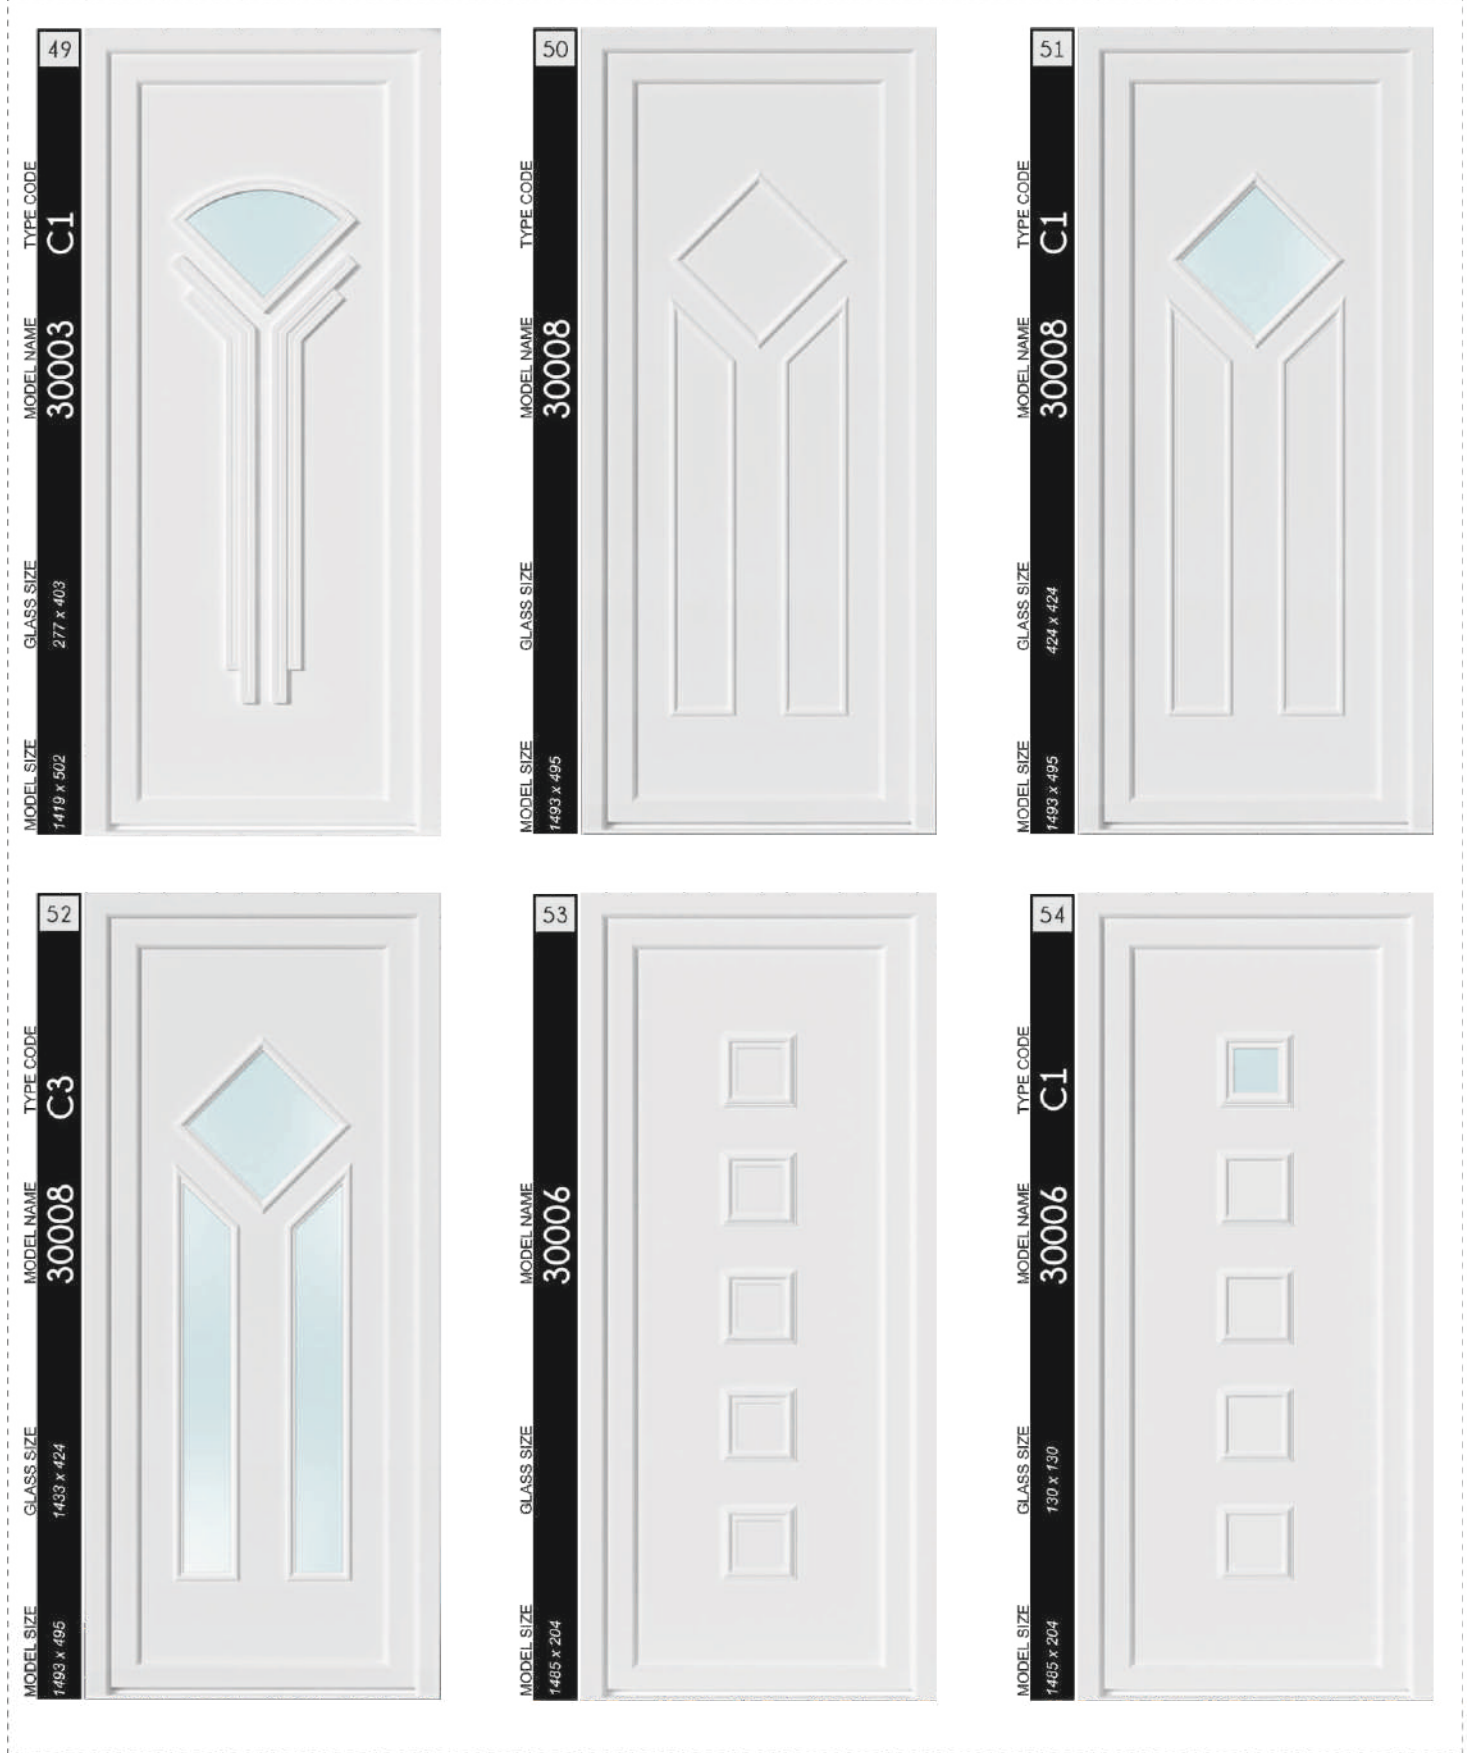 49
TYPE CODE
C1
MODEL NAME
30003
GLASS SIZE
277 x 403
MODEL SIZE
1419 x 502
50
TYPE CODE
MODEL NAME
30008
GLASS SIZE
MODEL SIZE
1493 x 495
51
TYPE CODE
C1
MODEL NAME
30008
GLASS SIZE
424 x 424
MODEL SIZE
1493 x 495
52
TYPE CODE
C3
MODEL NAME
30008
GLASS SIZE
1433 x 424
MODEL SIZE
1493 x 495
53
MODEL NAME
30006
GLASS SIZE
MODEL SIZE
1485 x 204
54
TYPE CODE
C1
MODEL NAME
30006
GLASS SIZE
130 x 130
MODEL SIZE
1485 x 204